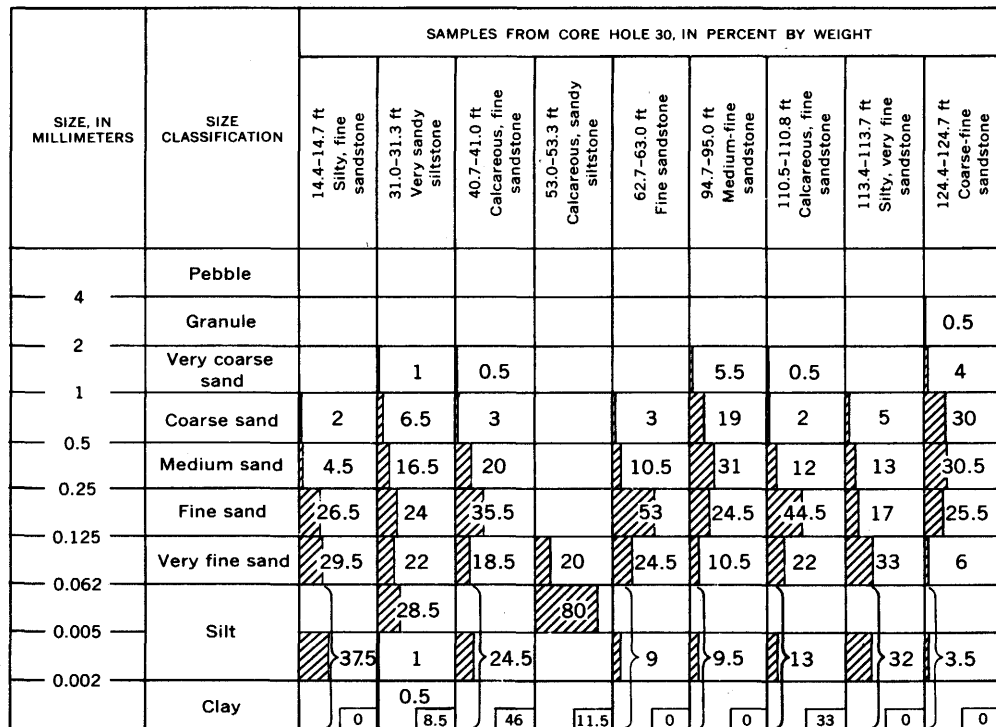 SAMPLES FROM CORE HOLE 30, IN PERCENT BY WEIGHT
SIZE, IN
MILLIMETERS
SIZE
CLASSIFICATION
14.4–14.7 ft
Silty, fine
sandstone
31.0–31.3 ft
Very sandy
siltstone
40.7–41.0 ft
Calcareous, fine
sandstone
53.0–53.3 ft
Calcareous, sandy
siltstone
62.7–63.0 ft
Fine sandstone
94.7–95.0 ft
Medium-fine
sandstone
110.5–110.8 ft
Calcareous, fine
sandstone
113.4–113.7 ft
Silty, very fine
sandstone
124.4–124.7 ft
Coarse-fine
sandstone
Pebble
4
Granule 0.5
2
Very coarse
sand 1 0.5 5.5 0.5 4
1
Coarse sand 2 6.5 3 3 19 2 5 30
0.5
Medium sand 4.5 16.5 20 10.5 31 12 13 30.5
0.25
Fine sand 26.5 24 35.5 53 24.5 44.5 17 25.5
0.125
Very fine sand 29.5 22 18.5 20 24.5 10.5 22 33 6
0.062
28.5 80
0.005
Silt
37.5 1 24.5 9 9.5 13 32 3.5
0.002
Clay 0.5
0 8.5 46 11.5 0 0 33 0 0